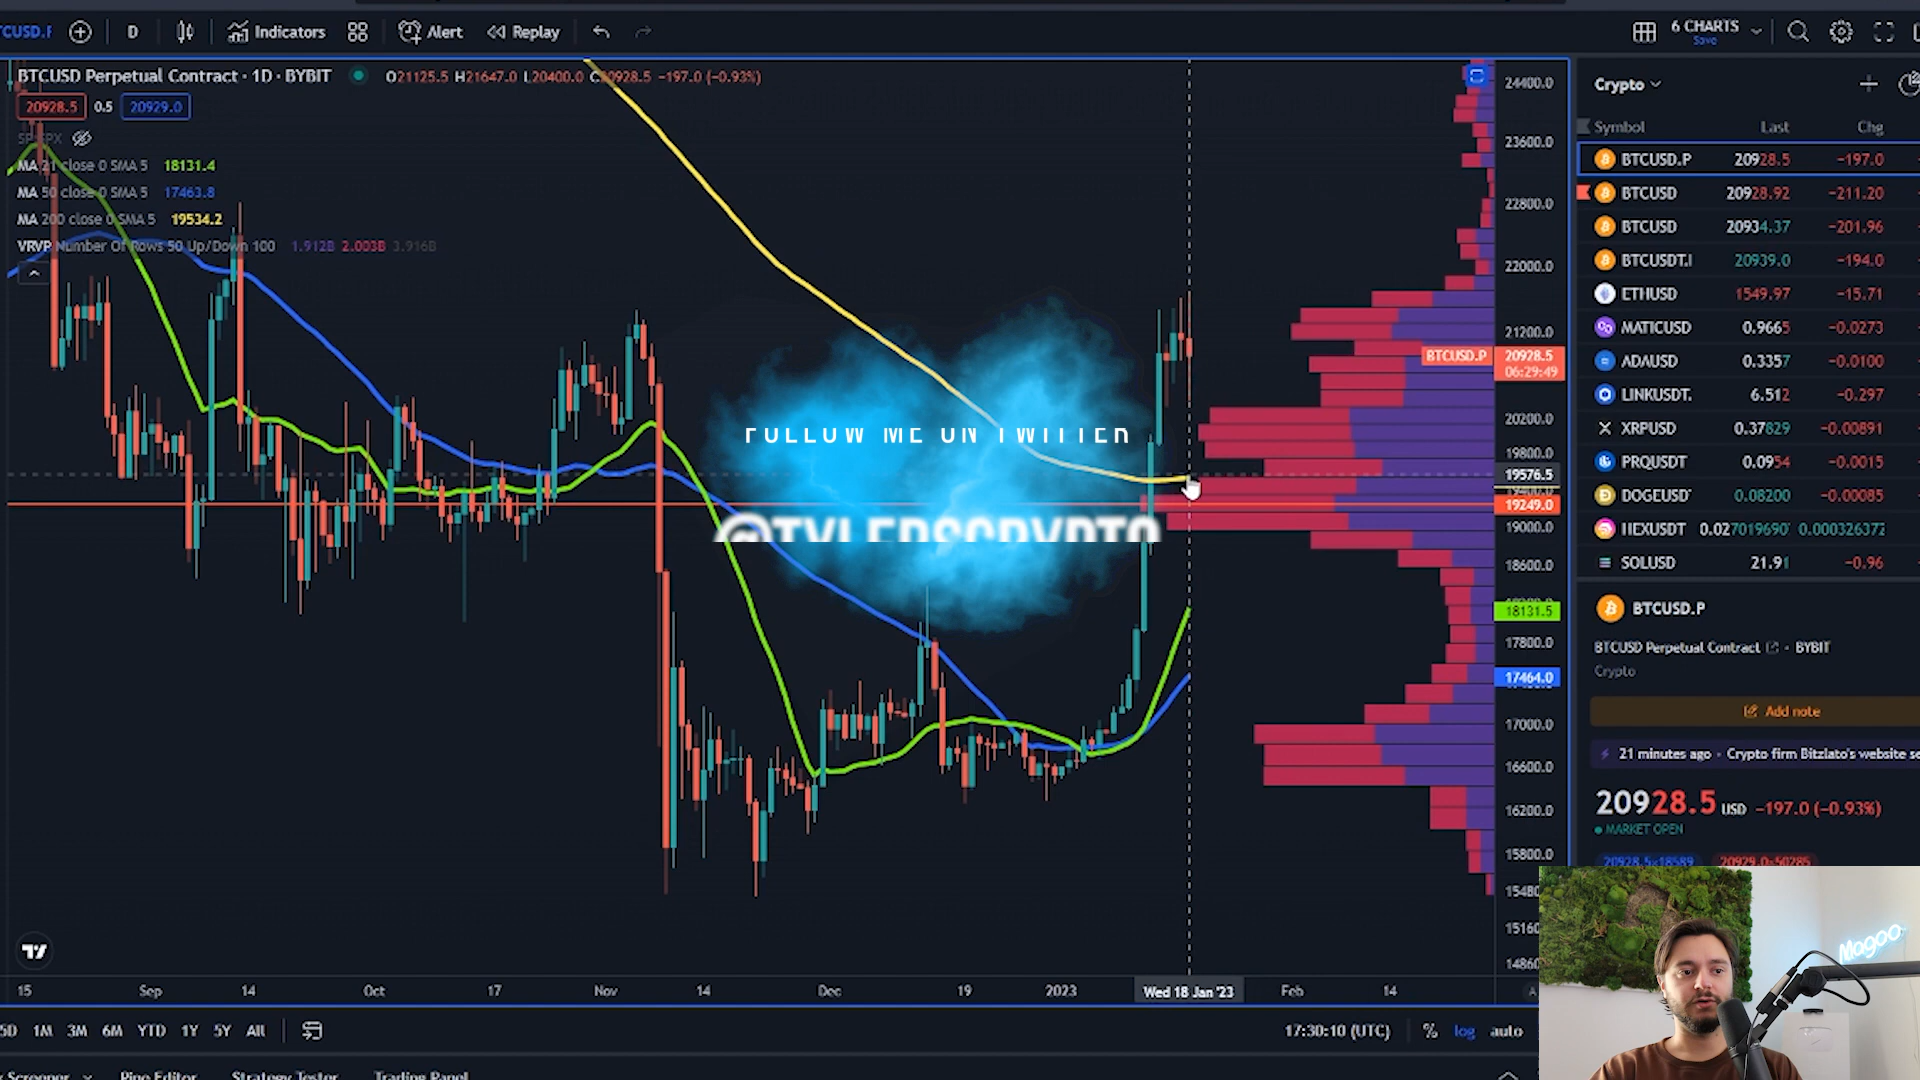 D
Indicators
Alert
Replay
6 CHARTS
Save
BTCUSD Perpetual Contract · 1D · BYBIT
O21125.5 H21647.0 L20400.0 C20928.5 −197.0 (−0.93%)
20928.5 0.5 20929.0
MA 21 close 0 SMA 5 18131.4
MA 50 close 0 SMA 5 17463.8
MA 200 close 0 SMA 5 19534.2
VRVP Number Of Rows 50 Up/Down 100 1.912B 2.003B 3.916B
FOLLOW ME ON TWITTER
@TYLERSCRYPTO
24400.0
23600.0
22800.0
22000.0
21200.0
BTCUSD.P 20928.5
06:29:49
20200.0
19800.0
19576.5
19400.0
19249.0
19000.0
18600.0
18131.5
17800.0
17464.0
17000.0
16600.0
16200.0
15800.0
15 Sep 14 Oct 17 Nov 14 Dec 19 2023 Wed 18 Jan '23 Feb 14
5D 1M 3M 6M YTD 1Y 5Y All
17:30:10 (UTC) % log auto
Pine Editor Strategy Tester Trading Panel
Crypto
Symbol Last Chg
BTCUSD.P 20928.5 −197.0
BTCUSD 20928.92 −211.20
BTCUSD 20934.37 −201.96
BTCUSDT.I 20939.0 −194.0
ETHUSD 1549.97 −15.71
MATICUSD 0.9665 −0.0273
ADAUSD 0.3357 −0.0100
LINKUSDT. 6.512 −0.297
XRPUSD 0.37829 −0.00891
PRQUSDT 0.0954 −0.0015
DOGEUSD 0.08200 −0.00085
HEXUSDT 0.027019690 0.000326372
SOLUSD 21.91 −0.96
BTCUSD.P
BTCUSD Perpetual Contract · BYBIT
Crypto
Add note
21 minutes ago · Crypto firm Bitzlato's website
20928.5 USD −197.0 (−0.93%)
MARKET OPEN
20928.5×18589 20929.0×50285
Magoo